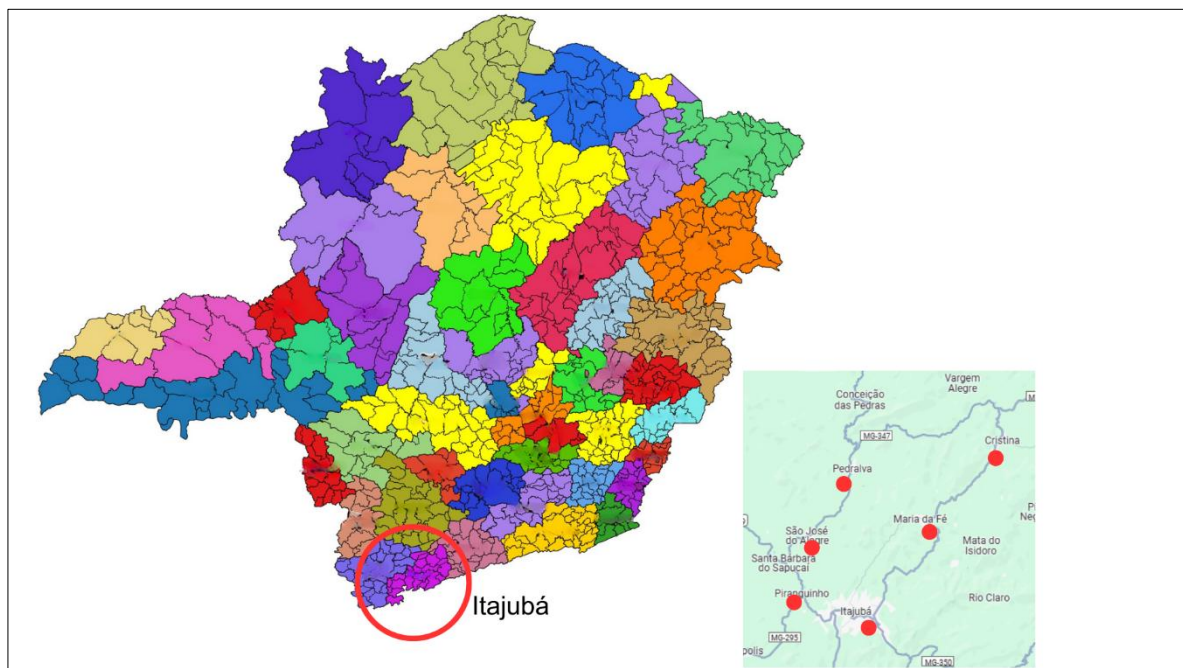 Itajubá
Vargem
Alegre
Conceição
das Pedras
MG-347
Cristina
Pedralva
Maria da Fé
São José
do Alegre
Mata do
Isidoro
Santa Bárbara
do Sapucaí
Piranguinho
Rio Claro
Itajubá
MG-295
polis
MG-350